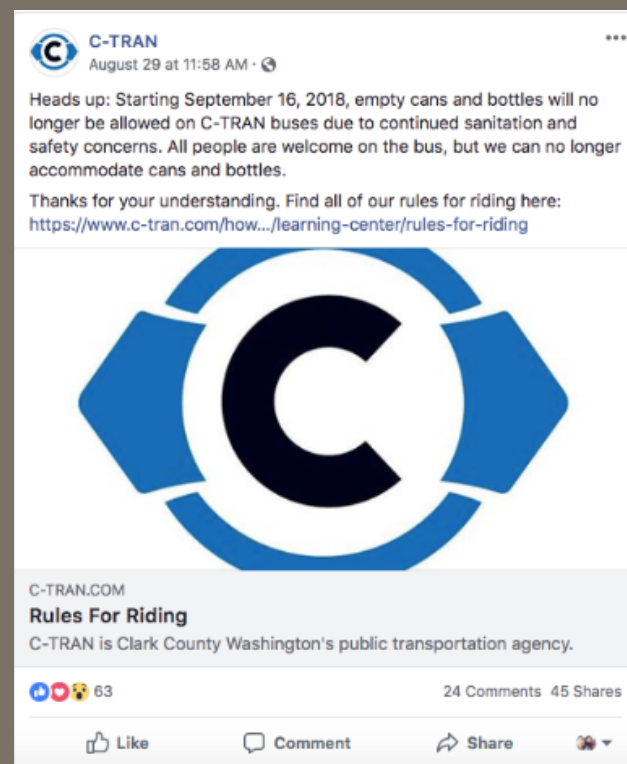 C-TRAN
August 29 at 11:58 AM ·
Heads up: Starting September 16, 2018, empty cans and bottles will no
longer be allowed on C-TRAN buses due to continued sanitation and
safety concerns. All people are welcome on the bus, but we can no longer
accommodate cans and bottles.
Thanks for your understanding. Find all of our rules for riding here:
https://www.c-tran.com/how.../learning-center/rules-for-riding
C
C-TRAN.COM
Rules For Riding
C-TRAN is Clark County Washington's public transportation agency.
63 24 Comments 45 Shares
Like Comment Share